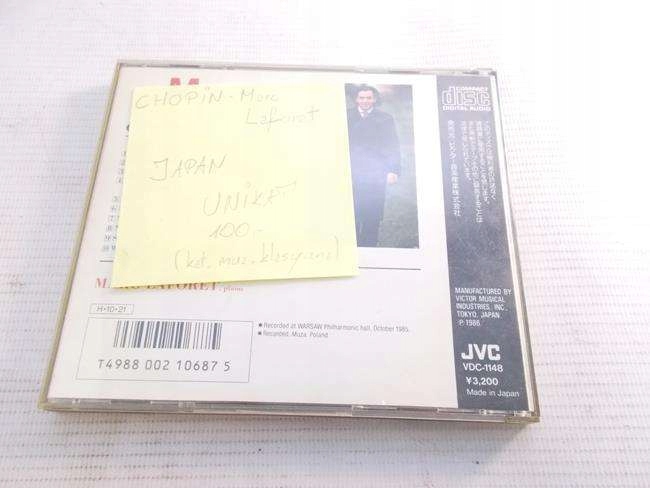 M
CHOPIN - Marc
Laforet
JAPAN
UNIKAT
100.-
(kat. muz. klasyczna)
LAFORET, piano
H-10-21
T4988 002 10687 5
■Recorded at WARSAW Philharmonic hall, October 1985.
■Recorded, Muza Poland
COMPACT
disc
DIGITAL AUDIO
MANUFACTURED BY
VICTOR MUSICAL
INDUSTRIES, INC.,
TOKYO, JAPAN
℗ 1986.
JVC
VDC-1148
¥3,200
Made in Japan